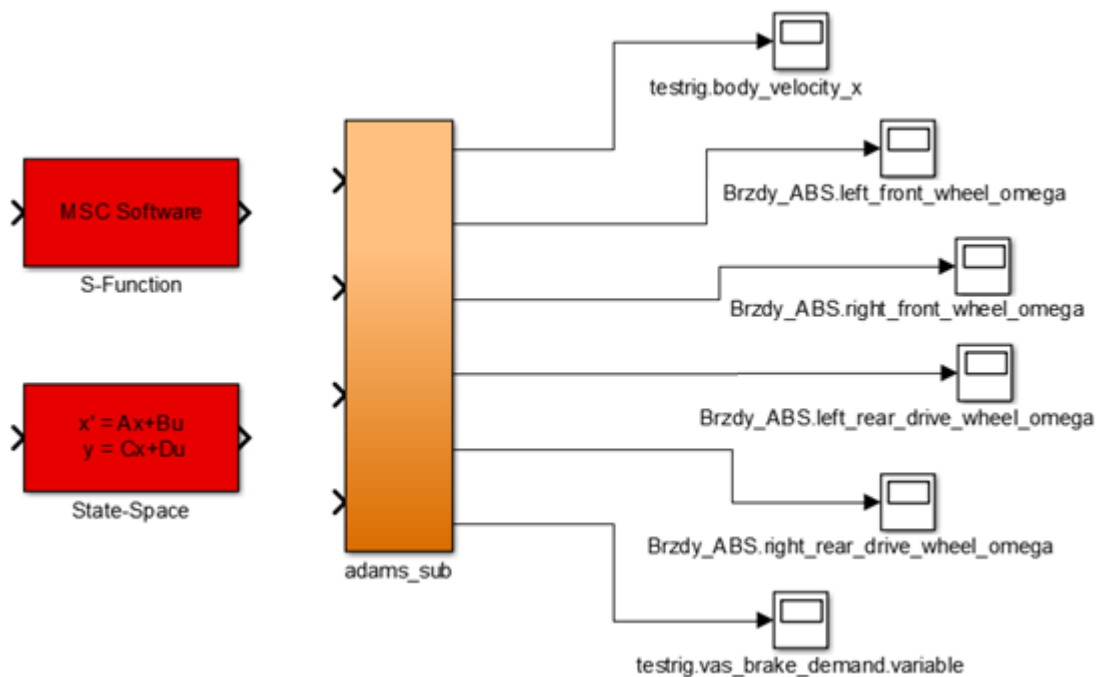 testrig.body_velocity_x
Brzdy_ABS.left_front_wheel_omega
MSC Software
S-Function
Brzdy_ABS.right_front_wheel_omega
x' = Ax+Bu
y = Cx+Du
State-Space
Brzdy_ABS.left_rear_drive_wheel_omega
Brzdy_ABS.right_rear_drive_wheel_omega
adams_sub
testrig.vas_brake_demand.variable